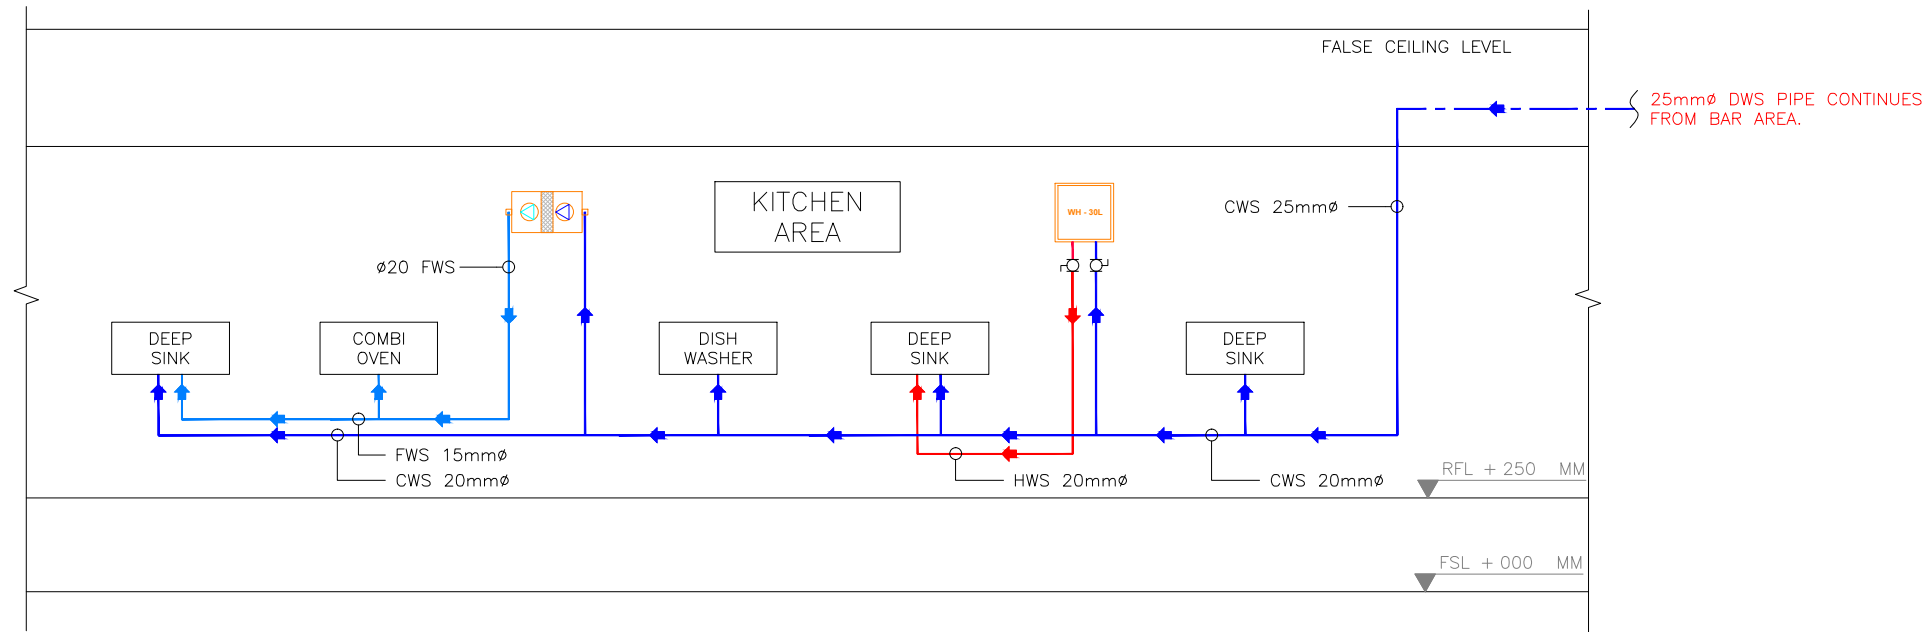 FALSE CEILING LEVEL
25mmø DWS PIPE CONTINUES
FROM BAR AREA.
KITCHEN
AREA
WH - 30L
CWS 25mmø
ø20 FWS
DEEP
SINK
COMBI
OVEN
DISH
WASHER
DEEP
SINK
DEEP
SINK
FWS 15mmø
CWS 20mmø
HWS 20mmø
CWS 20mmø
RFL + 250 MM
FSL + 000 MM